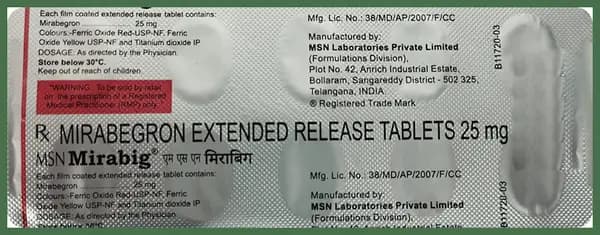 Each film coated extended release tablet contains:
Mirabegron ..................... 25 mg
Colours:-Ferric Oxide Red-USP-NF, Ferric
Oxide Yellow USP-NF and Titanium dioxide IP
DOSAGE: As directed by the Physician.
Store below 30°C.
Keep out of reach of children.
"WARNING: To be sold by retail
on the prescription of a Registered
Medical Practitioner (RMP) only."
Mfg. Lic. No.: 38/MD/AP/2007/F/CC
Manufactured by:
MSN Laboratories Private Limited
(Formulations Division),
Plot No. 42, Anrich Industrial Estate,
Bollaram, Sangareddy District - 502 325,
Telangana, INDIA.
® Registered Trade Mark
B11720-03
℞ MIRABEGRON EXTENDED RELEASE TABLETS 25 mg
MSN Mirabig® एम एस एन मिराबिग
Each film coated extended release tablet contains:
Mirabegron ..................... 25 mg
Colours:-Ferric Oxide Red-USP-NF, Ferric
Oxide Yellow USP-NF and Titanium dioxide IP
DOSAGE: As directed by the Physician.
Mfg. Lic. No.: 38/MD/AP/2007/F/CC
Manufactured by:
MSN Laboratories Private Limited
(Formulations Division),
B11720-03